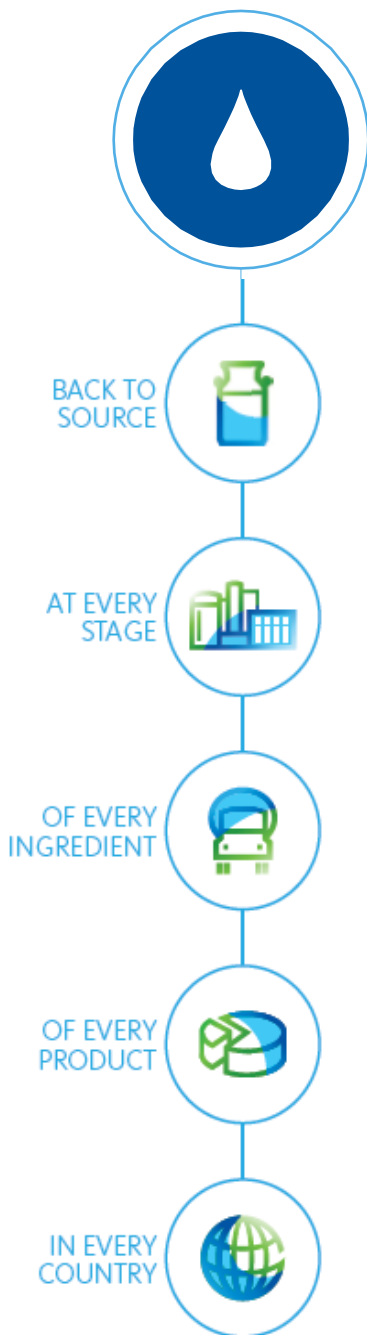 BACK TO
SOURCE
AT EVERY
STAGE
OF EVERY
INGREDIENT
OF EVERY
PRODUCT
IN EVERY
COUNTRY